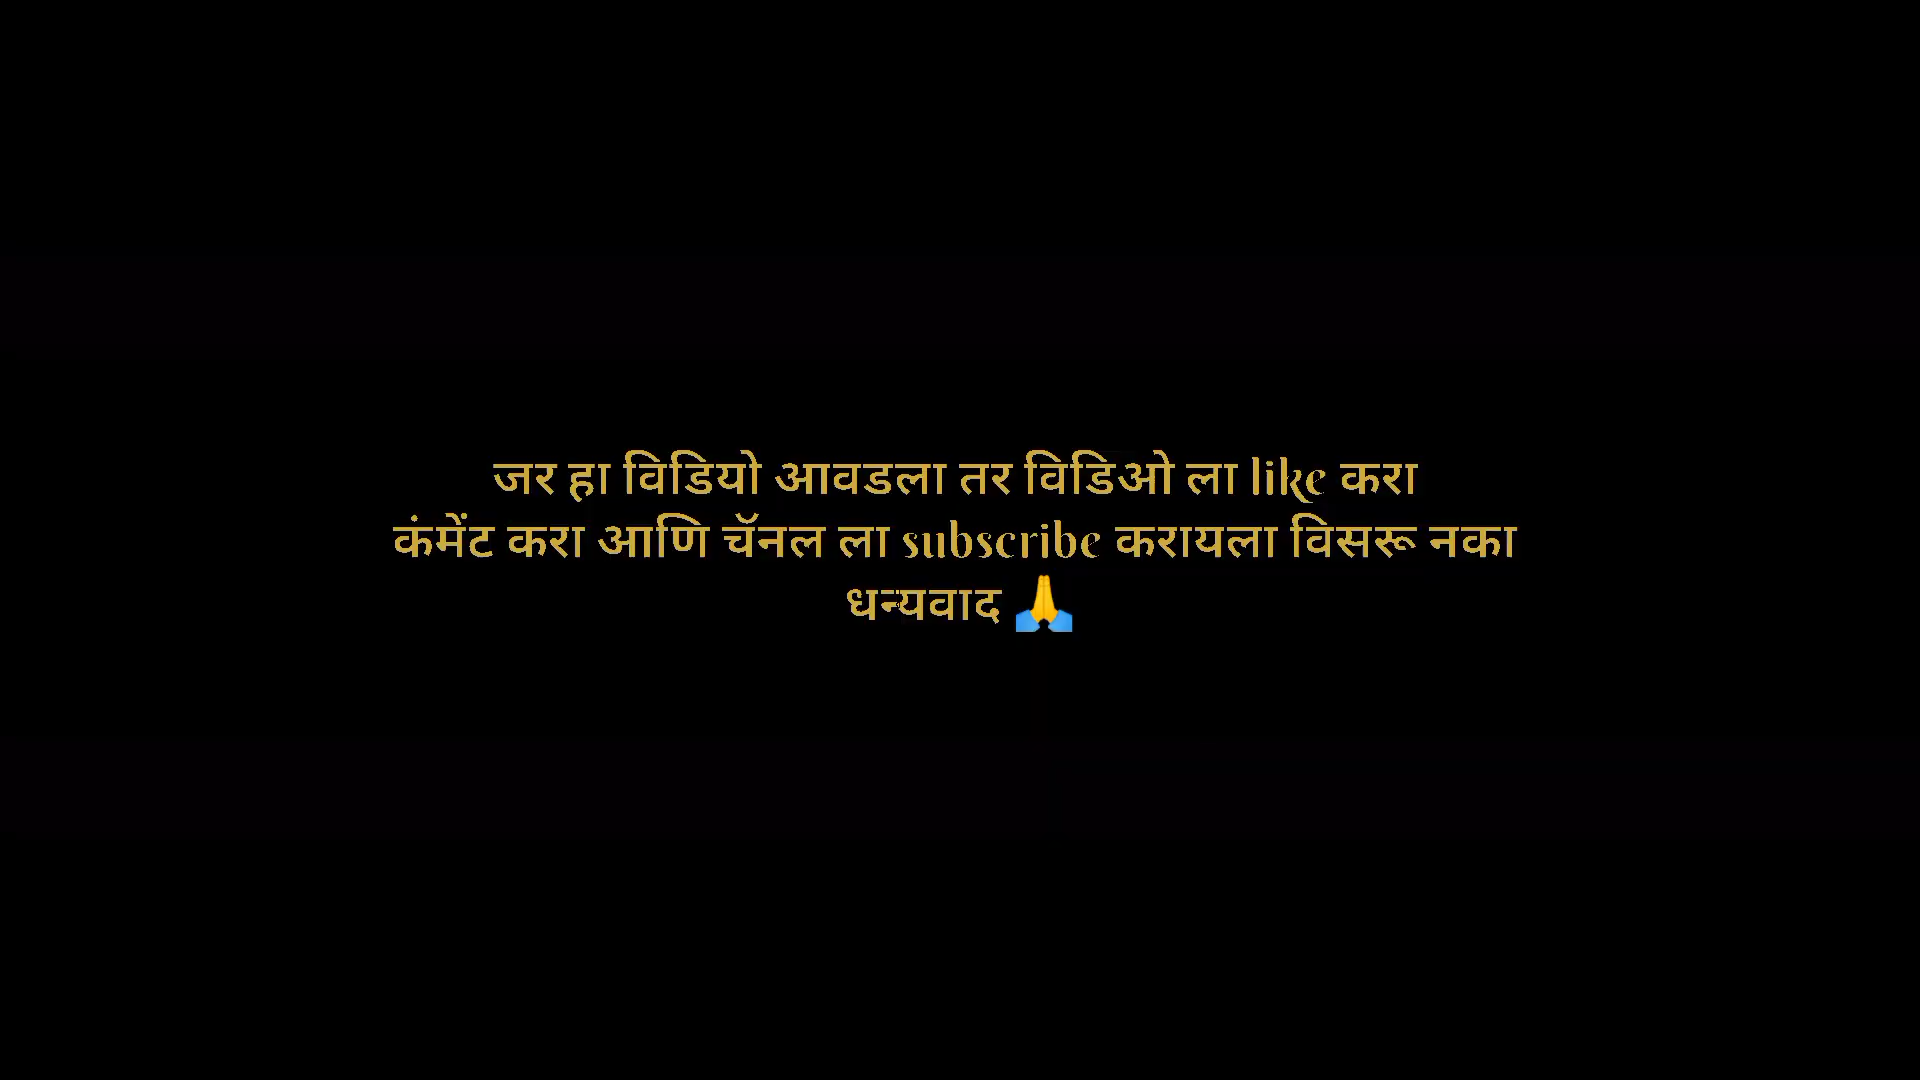 जर हा विडियो आवडला तर विडिओ ला like करा
कंमेंट करा आणि चॅनल ला subscribe करायला विसरू नका
धन्यवाद 🙏